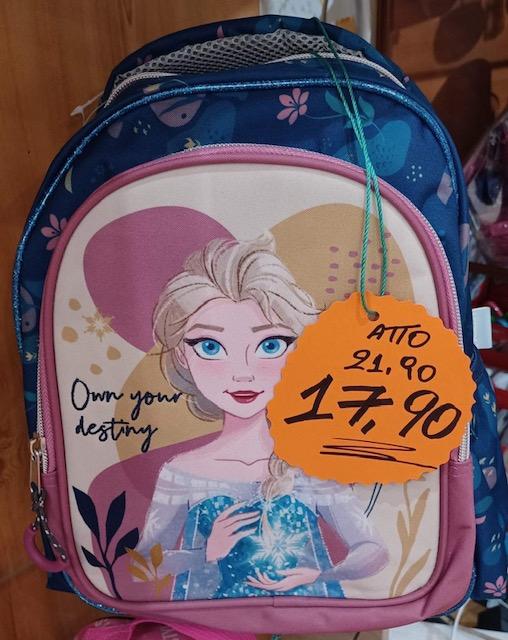 Own your
destiny
ΑΠΟ
21,90
17,90